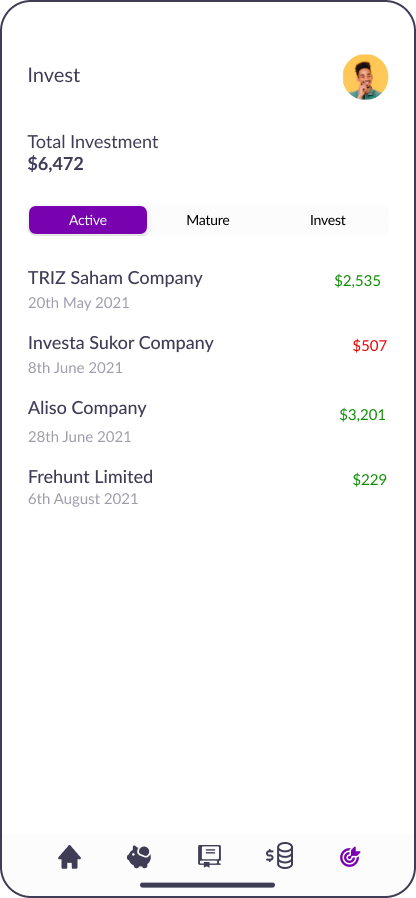 Invest
Total Investment
$6,472
Active Mature Invest
TRIZ Saham Company $2,535
20th May 2021
Investa Sukor Company $507
8th June 2021
Aliso Company $3,201
28th June 2021
Frehunt Limited $229
6th August 2021
$